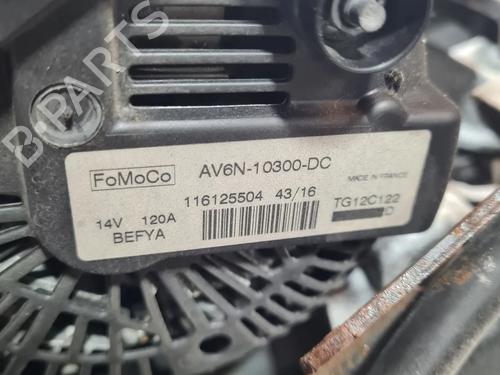 B-PARTS
FoMoCo AV6N-10300-DC
MADE IN FRANCE
116125504 43/16
14V 120A TG12C122
BEFYA D